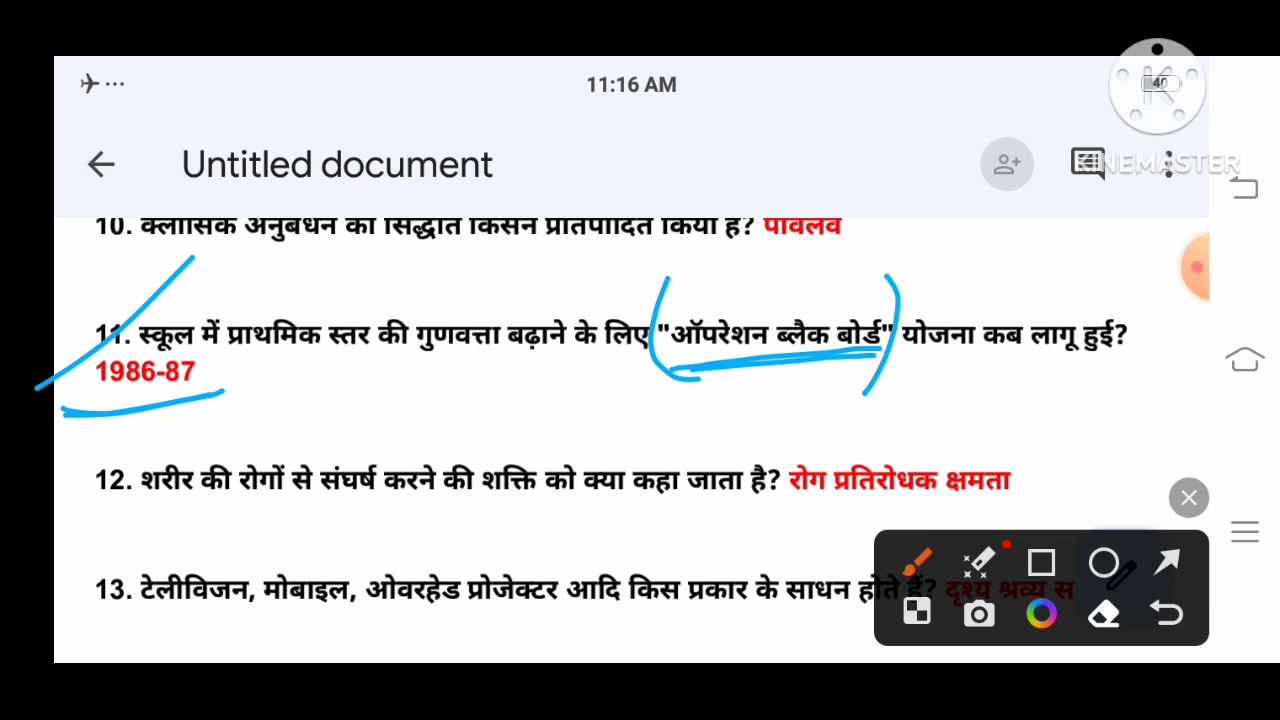 11:16 AM
40
Untitled document
KINEMASTER
10. क्लासिक अनुबंधन का सिद्धांत किसने प्रतिपादित किया है? पावलव
11. स्कूल में प्राथमिक स्तर की गुणवत्ता बढ़ाने के लिए "ऑपरेशन ब्लैक बोर्ड" योजना कब लागू हुई?
1986-87
12. शरीर की रोगों से संघर्ष करने की शक्ति को क्या कहा जाता है? रोग प्रतिरोधक क्षमता
13. टेलीविजन, मोबाइल, ओवरहेड प्रोजेक्टर आदि किस प्रकार के साधन होते हैं? दृश्य श्रव्य स